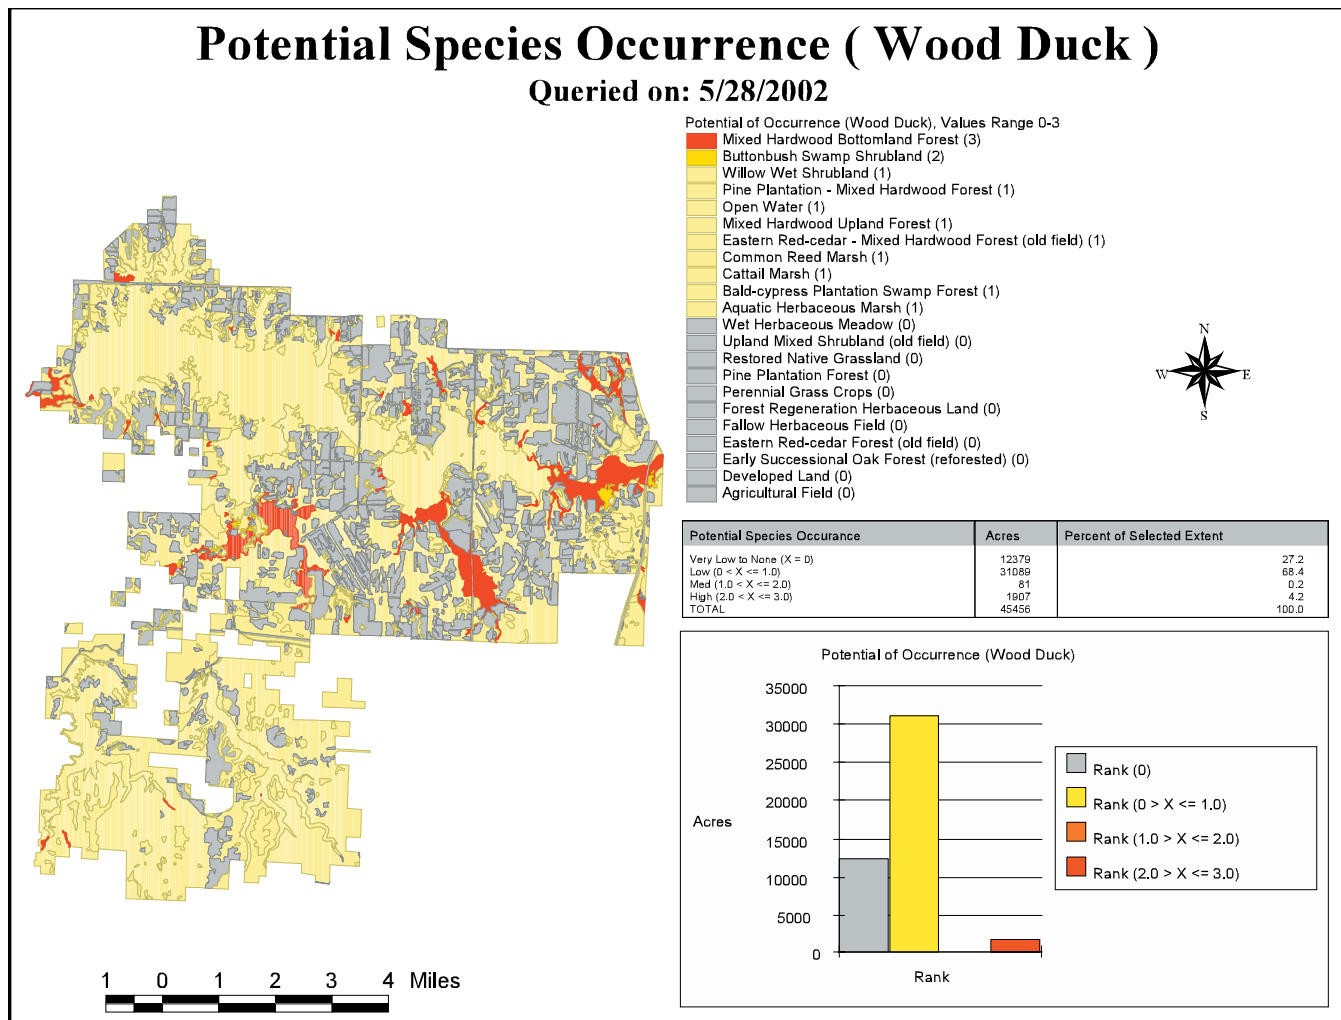 Potential Species Occurrence ( Wood Duck )
Queried on: 5/28/2002
Potential of Occurrence (Wood Duck), Values Range 0-3
Mixed Hardwood Bottomland Forest (3)
Buttonbush Swamp Shrubland (2)
Willow Wet Shrubland (1)
Pine Plantation - Mixed Hardwood Forest (1)
Open Water (1)
Mixed Hardwood Upland Forest (1)
Eastern Red-cedar - Mixed Hardwood Forest (old field) (1)
Common Reed Marsh (1)
Cattail Marsh (1)
Bald-cypress Plantation Swamp Forest (1)
Aquatic Herbaceous Marsh (1)
Wet Herbaceous Meadow (0)
Upland Mixed Shrubland (old field) (0)
Restored Native Grassland (0)
Pine Plantation Forest (0)
Perennial Grass Crops (0)
Forest Regeneration Herbaceous Land (0)
Fallow Herbaceous Field (0)
Eastern Red-cedar Forest (old field) (0)
Early Successional Oak Forest (reforested) (0)
Developed Land (0)
Agricultural Field (0)
N
W E
S
Potential Species Occurance Acres Percent of Selected Extent
Very Low to None (X = 0) 12379 27.2
Low (0 < X <= 1.0) 31089 68.4
Med (1.0 < X <= 2.0) 81 0.2
High (2.0 < X <= 3.0) 1907 4.2
TOTAL 45456 100.0
Potential of Occurrence (Wood Duck)
35000
30000
25000
20000
15000
10000
5000
0
Acres
Rank
Rank (0)
Rank (0 > X <= 1.0)
Rank (1.0 > X <= 2.0)
Rank (2.0 > X <= 3.0)
1 0 1 2 3 4 Miles